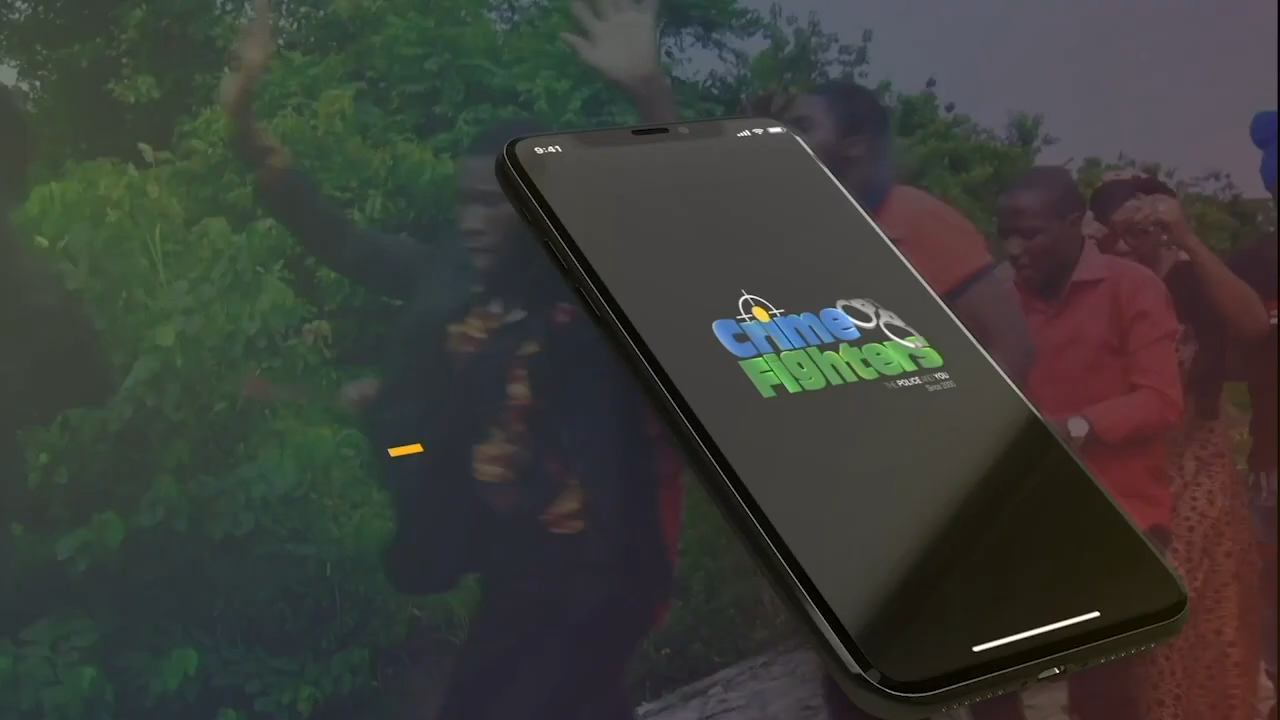 9:41
Crime
Fighters
THE POLICE AND YOU
Since 2000